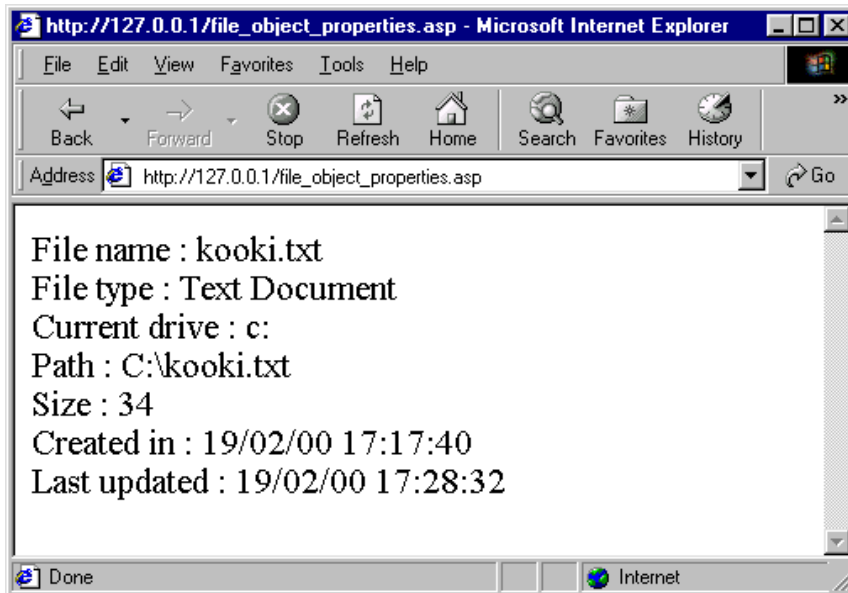 http://127.0.0.1/file_object_properties.asp - Microsoft Internet Explorer
File Edit View Favorites Tools Help
Back Forward Stop Refresh Home Search Favorites History »
Address http://127.0.0.1/file_object_properties.asp Go
File name : kooki.txt
File type : Text Document
Current drive : c:
Path : C:\kooki.txt
Size : 34
Created in : 19/02/00 17:17:40
Last updated : 19/02/00 17:28:32
Done Internet